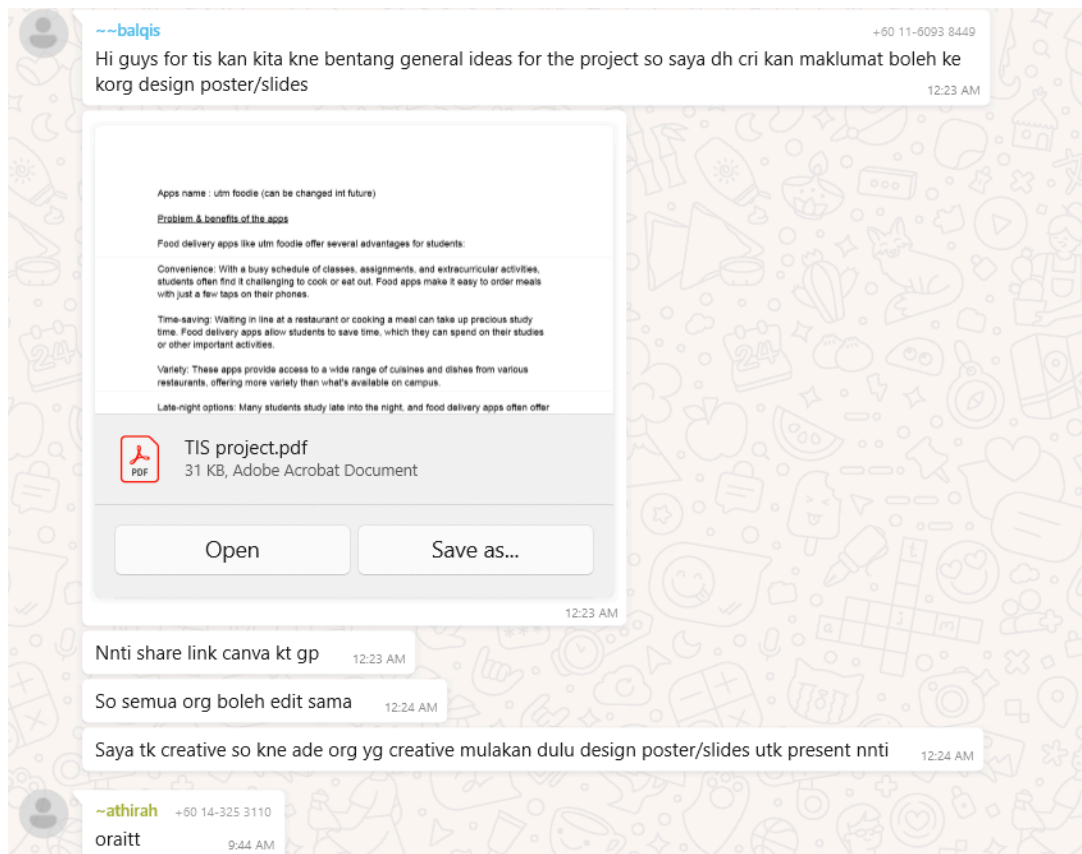 ~~balqis
+60 11-6093 8449
Hi guys for tis kan kita kne bentang general ideas for the project so saya dh cri kan maklumat boleh ke
korg design poster/slides
12:23 AM
Apps name : utm foodie (can be changed int future)
Problem & benefits of the apps
Food delivery apps like utm foodie offer several advantages for students:
Convenience: With a busy schedule of classes, assignments, and extracurricular activities,
students often find it challenging to cook or eat out. Food apps make it easy to order meals
with just a few taps on their phones.
Time-saving: Waiting in line at a restaurant or cooking a meal can take up precious study
time. Food delivery apps allow students to save time, which they can spend on their studies
or other important activities.
Variety: These apps provide access to a wide range of cuisines and dishes from various
restaurants, offering more variety than what's available on campus.
Late-night options: Many students study late into the night, and food delivery apps often offer
PDF
TIS project.pdf
31 KB, Adobe Acrobat Document
Open
Save as...
12:23 AM
Nnti share link canva kt gp
12:23 AM
So semua org boleh edit sama
12:24 AM
Saya tk creative so kne ade org yg creative mulakan dulu design poster/slides utk present nnti
12:24 AM
~athirah
+60 14-325 3110
oraitt
9:44 AM